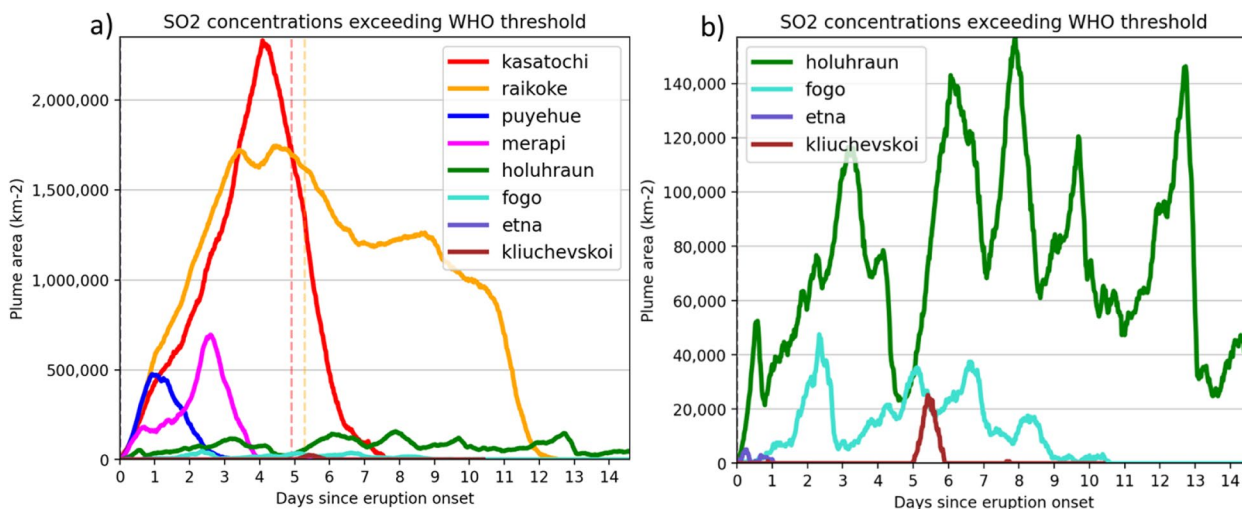 a)
SO2 concentrations exceeding WHO threshold
Plume area (km-2)
2,000,000
1,500,000
1,000,000
500,000
0
kasatochi
raikoke
puyehue
merapi
holuhraun
fogo
etna
kliuchevskoi
0 1 2 3 4 5 6 7 8 9 10 11 12 13 14
Days since eruption onset
b)
SO2 concentrations exceeding WHO threshold
Plume area (km-2)
140,000
120,000
100,000
80,000
60,000
40,000
20,000
0
holuhraun
fogo
etna
kliuchevskoi
0 1 2 3 4 5 6 7 8 9 10 11 12 13 14
Days since eruption onset